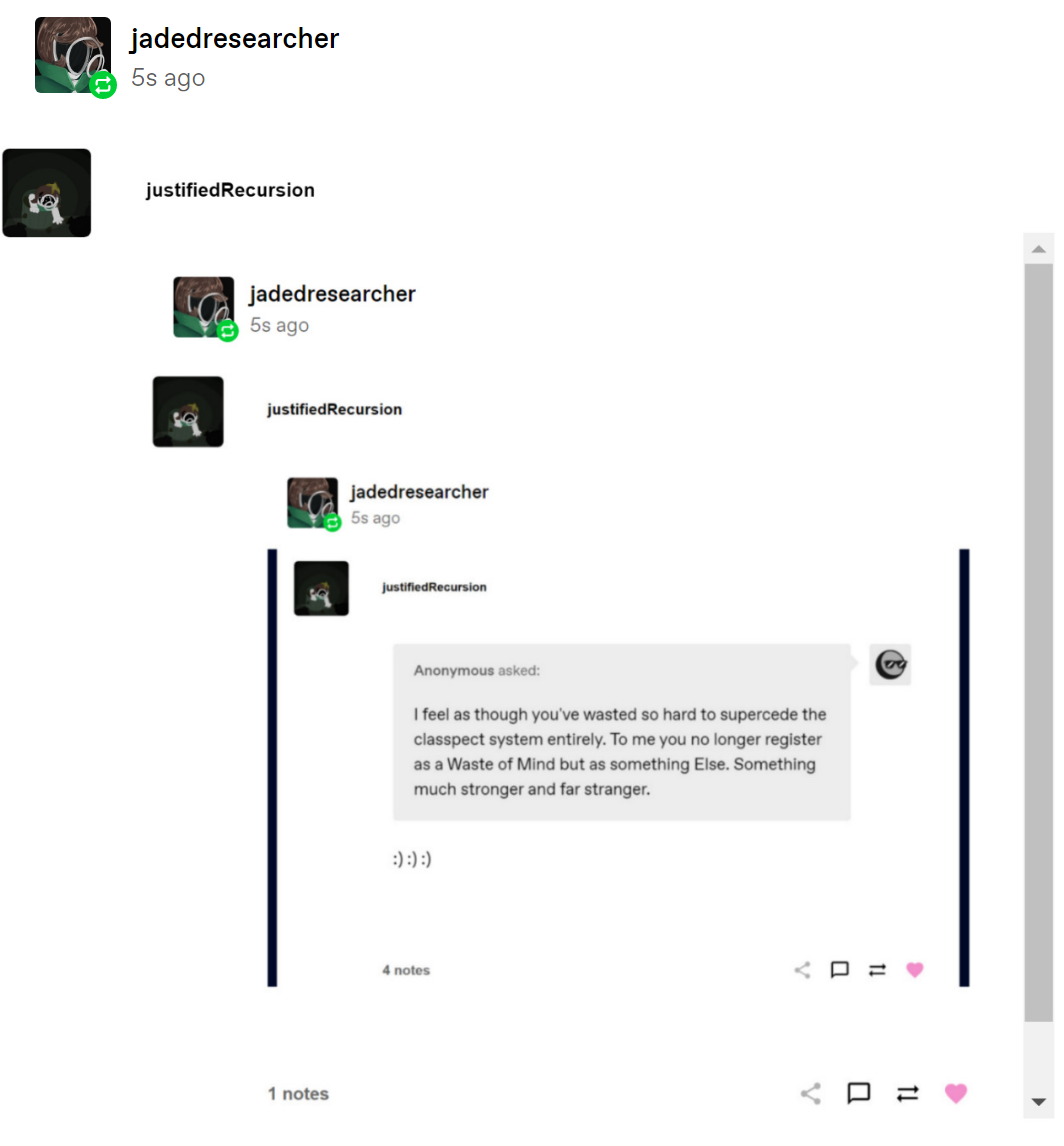 jadedresearcher
5s ago
justifiedRecursion
jadedresearcher
5s ago
justifiedRecursion
jadedresearcher
5s ago
justifiedRecursion
Anonymous asked:
I feel as though you've wasted so hard to supercede the
classpect system entirely. To me you no longer register
as a Waste of Mind but as something Else. Something
much stronger and far stranger.
:) :) :)
4 notes
1 notes